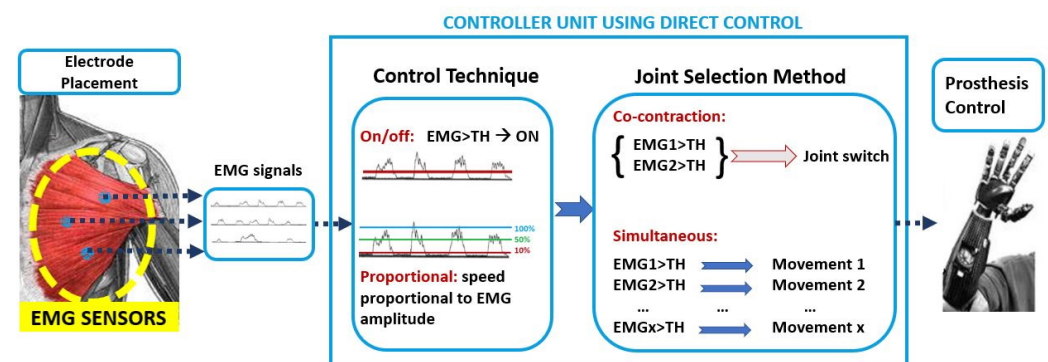 CONTROLLER UNIT USING DIRECT CONTROL
Electrode
Placement
EMG SENSORS
EMG signals
Control Technique
On/off: EMG>TH → ON
100%
50%
10%
Proportional: speed
proportional to EMG
amplitude
Joint Selection Method
Co-contraction:
{ EMG1>TH
EMG2>TH }
Joint switch
Simultaneous:
EMG1>TH Movement 1
EMG2>TH Movement 2
... ... ...
EMGx>TH Movement x
Prosthesis
Control